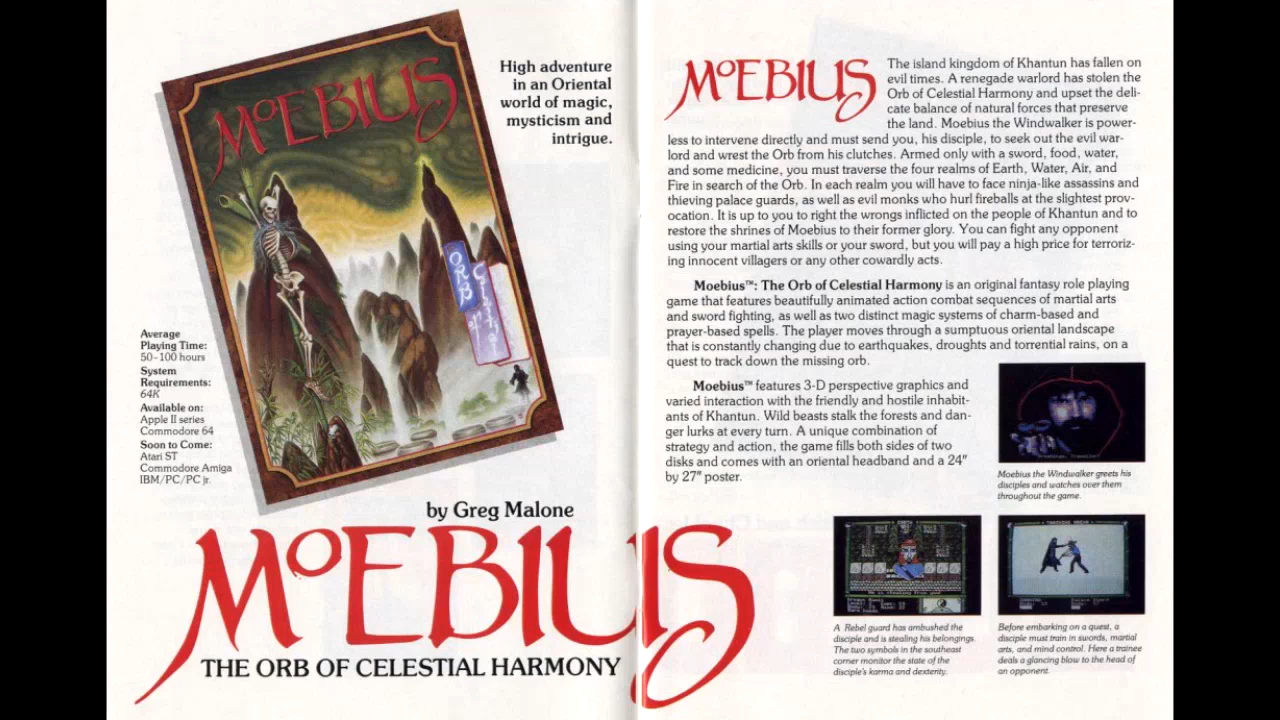 MOEBIUS
ORB
OF
Celestial
High adventure
in an Oriental
world of magic,
mysticism and
intrigue.
Average
Playing Time:
50-100 hours
System
Requirements:
64K
Available on:
Apple II series
Commodore 64
Soon to Come:
Atari ST
Commodore Amiga
IBM/PC/PC jr.
by Greg Malone
MOEBIUS
THE ORB OF CELESTIAL HARMONY
MOEBIUS
The island kingdom of Khantun has fallen on
evil times. A renegade warlord has stolen the
Orb of Celestial Harmony and upset the deli-
cate balance of natural forces that preserve
the land. Moebius the Windwalker is power-
less to intervene directly and must send you, his disciple, to seek out the evil war-
lord and wrest the Orb from his clutches. Armed only with a sword, food, water,
and some medicine, you must traverse the four realms of Earth, Water, Air, and
Fire in search of the Orb. In each realm you will have to face ninja-like assassins and
thieving palace guards, as well as evil monks who hurl fireballs at the slightest prov-
ocation. It is up to you to right the wrongs inflicted on the people of Khantun and to
restore the shrines of Moebius to their former glory. You can fight any opponent
using your martial arts skills or your sword, but you will pay a high price for terroriz-
ing innocent villagers or any other cowardly acts.
Moebius™: The Orb of Celestial Harmony is an original fantasy role playing
game that features beautifully animated action combat sequences of martial arts
and sword fighting, as well as two distinct magic systems of charm-based and
prayer-based spells. The player moves through a sumptuous oriental landscape
that is constantly changing due to earthquakes, droughts and torrential rains, on a
quest to track down the missing orb.
Moebius™ features 3-D perspective graphics and
varied interaction with the friendly and hostile inhabit-
ants of Khantun. Wild beasts stalk the forests and dan-
ger lurks at every turn. A unique combination of
strategy and action, the game fills both sides of two
disks and comes with an oriental headband and a 24″
by 27″ poster.
Moebius the Windwalker greets his
disciples and watches over them
throughout the game.
EARTH
He is stealing your food
A Rebel guard has ambushed the
disciple and is stealing his belongings.
The two symbols in the southeast
corner monitor the state of the
disciple's karma and dexterity.
TRAINING BREAK
Before embarking on a quest, a
disciple must train in swords, martial
arts, and mind control. Here a trainee
deals a glancing blow to the head of
an opponent.